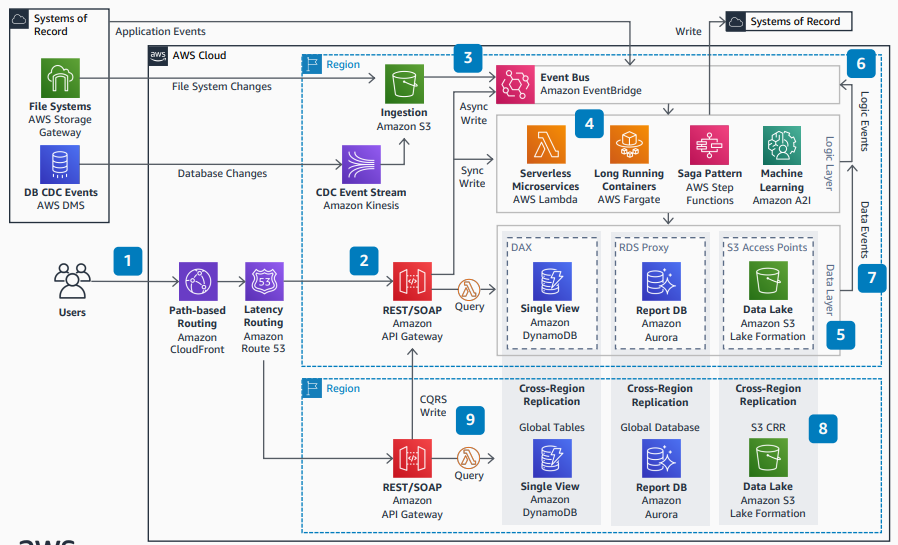 Systems of
Record
Application Events
Write
Systems of Record
aws
AWS Cloud
Region
3
6
File Systems
AWS Storage
Gateway
File System Changes
Ingestion
Amazon S3
Event Bus
Amazon EventBridge
Async
Write
Logic Events
4
DB CDC Events
AWS DMS
Database Changes
CDC Event Stream
Amazon Kinesis
Sync
Write
Serverless
Microservices
AWS Lambda
Long Running
Containers
AWS Fargate
Saga Pattern
AWS Step
Functions
Machine
Learning
Amazon A2I
Logic Layer
Data Events
1
2
7
Users
Path-based
Routing
Amazon
CloudFront
53
Latency
Routing
Amazon
Route 53
REST/SOAP
Amazon
API Gateway
Query
DAX
Single View
Amazon
DynamoDB
RDS Proxy
Report DB
Amazon
Aurora
S3 Access Points
Data Lake
Amazon S3
Lake Formation
Data Layer
5
Region
CQRS
Write
9
Cross-Region
Replication
Cross-Region
Replication
Cross-Region
Replication
8
Global Tables
Global Database
S3 CRR
REST/SOAP
Amazon
API Gateway
Query
Single View
Amazon
DynamoDB
Report DB
Amazon
Aurora
Data Lake
Amazon S3
Lake Formation
aws